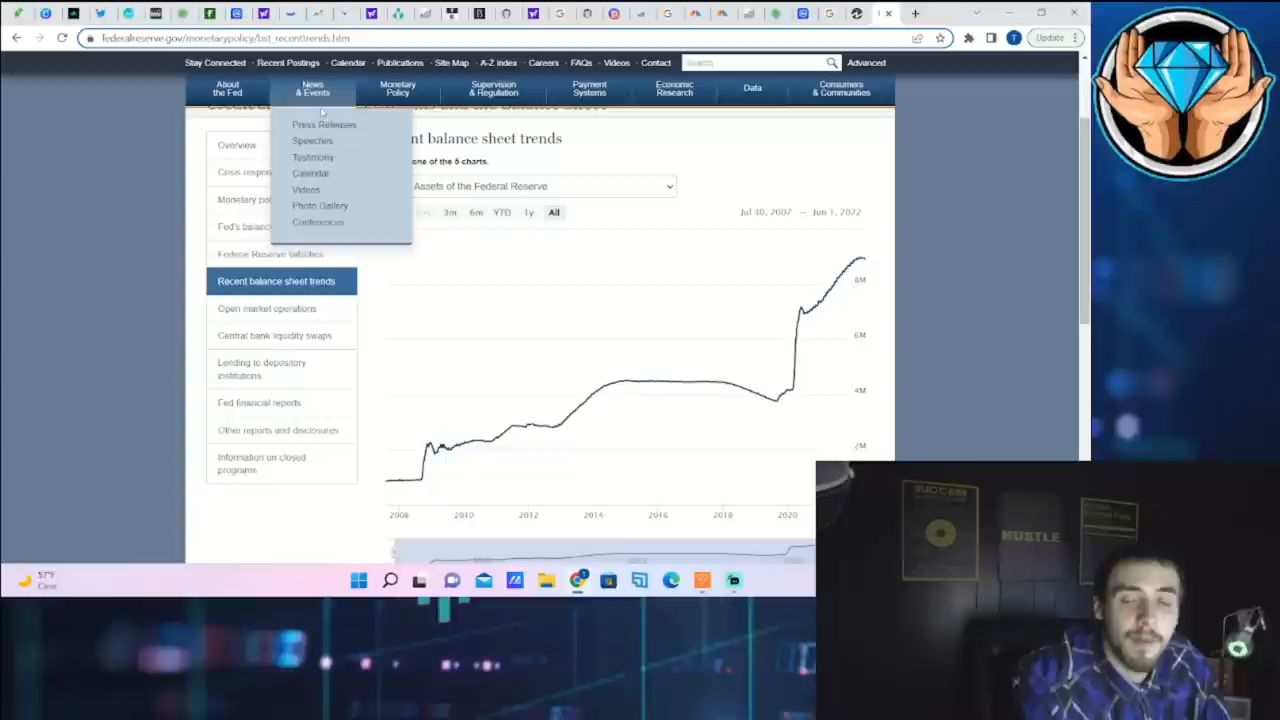 federalreserve.gov/monetarypolicy/bst_recenttrends.htm
Update
Stay Connected
Recent Postings
Calendar
Publications
Site Map
A-Z index
Careers
FAQs
Videos
Contact
Search
Advanced
About
the Fed
News
& Events
Monetary
Policy
Supervision
& Regulation
Payment
Systems
Economic
Research
Data
Consumers
& Communities
Press Releases
Speeches
Testimony
Calendar
Videos
Photo Gallery
Conferences
Overview
Crisis respon
Monetary pol
Fed's balanc
Federal Reserve liabilities
Recent balance sheet trends
Open market operations
Central bank liquidity swaps
Lending to depository
institutions
Fed financial reports
Other reports and disclosures
Information on closed
programs
nt balance sheet trends
one of the 5 charts.
Assets of the Federal Reserve
3m 6m YTD 1y All
Jul 30, 2007 — Jun 1, 2022
8M
6M
4M
2M
2008 2010 2012 2014 2016 2018 2020
57°F
Clear
SUCCESS
HUSTLE